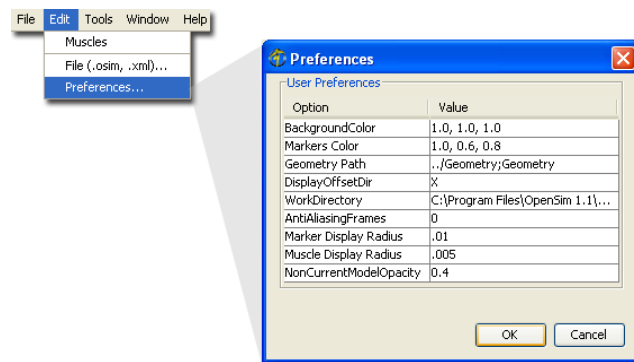 File Edit Tools Window Help
Muscles
File (.osim, .xml)...
Preferences...
Preferences
User Preferences
Option Value
BackgroundColor 1.0, 1.0, 1.0
Markers Color 1.0, 0.6, 0.8
Geometry Path ../Geometry;Geometry
DisplayOffsetDir X
WorkDirectory C:\Program Files\OpenSim 1.1\...
AntiAliasingFrames 0
Marker Display Radius .01
Muscle Display Radius .005
NonCurrentModelOpacity 0.4
OK Cancel